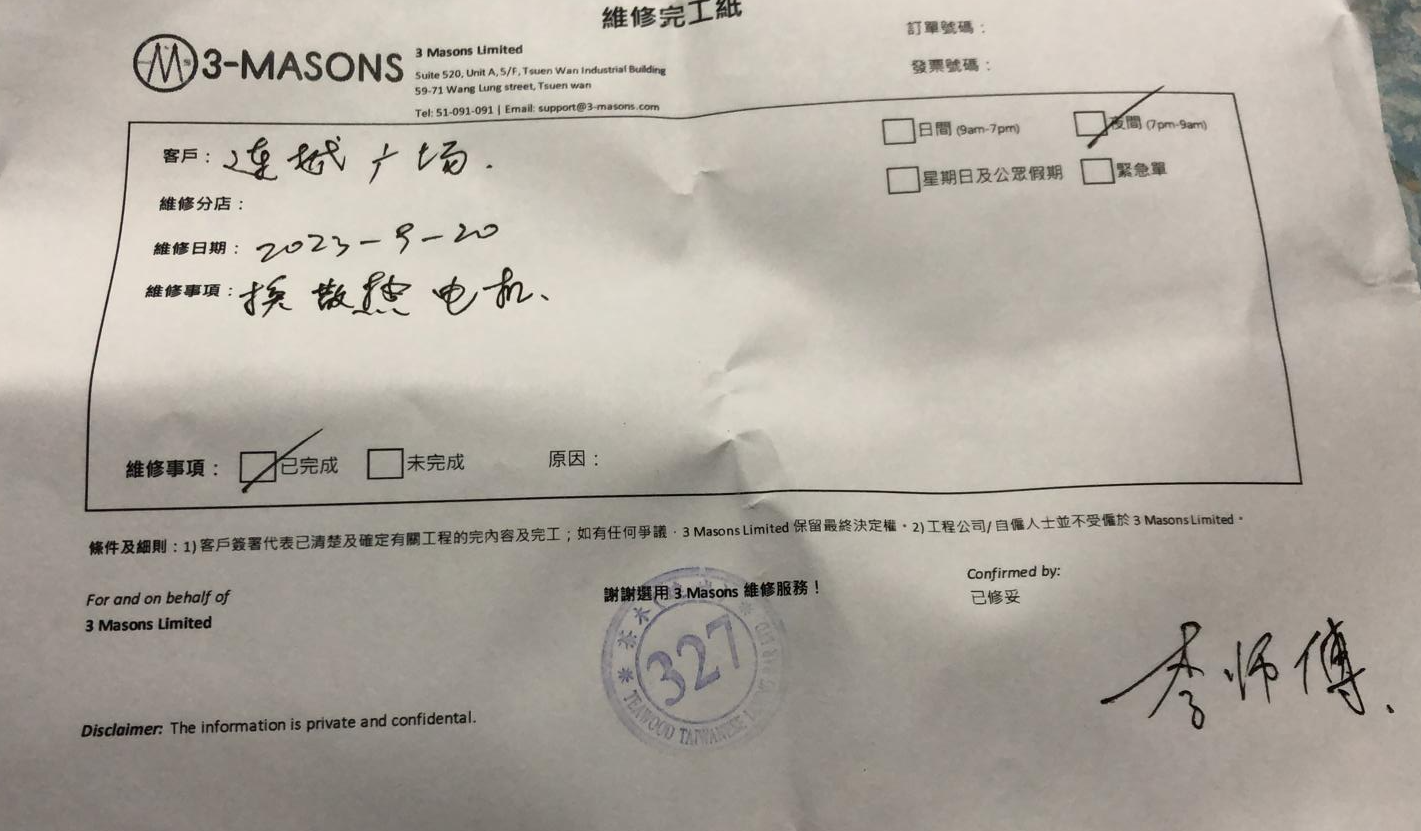 維修完工紙
3-MASONS
3 Masons Limited
Suite 520, Unit A, 5/F, Tsuen Wan Industrial Building
59-71 Wang Lung street, Tsuen wan
Tel: 51-091-091 | Email: support@3-masons.com
訂單號碼：
發票號碼：
日間 (9am-7pm)
夜間 (7pm-9am)
星期日及公眾假期
緊急單
客戶：連越广场.
維修分店：
維修日期：2023-9-20
維修事項：换散热电机、
維修事項：
已完成
未完成
原因：
條件及細則：1) 客戶簽署代表已清楚及確定有關工程的完內容及完工；如有任何爭議．3 Masons Limited 保留最終決定權。2) 工程公司/ 自僱人士並不受僱於 3 Masons Limited。
For and on behalf of
3 Masons Limited
謝謝選用 3 Masons 維修服務！
327
TEAWOOD TAIWANESE
Confirmed by:
已修妥
李师傅.
Disclaimer: The information is private and confidental.